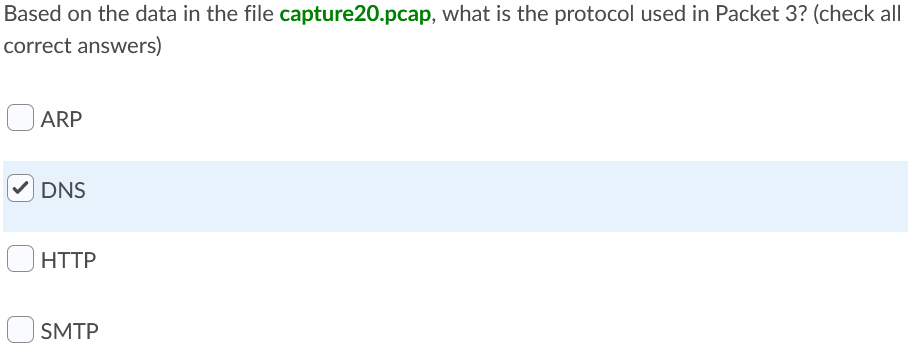 Based on the data in the file capture20.pcap, what is the protocol used in Packet 3? (check all
correct answers)
ARP
DNS
HTTP
SMTP